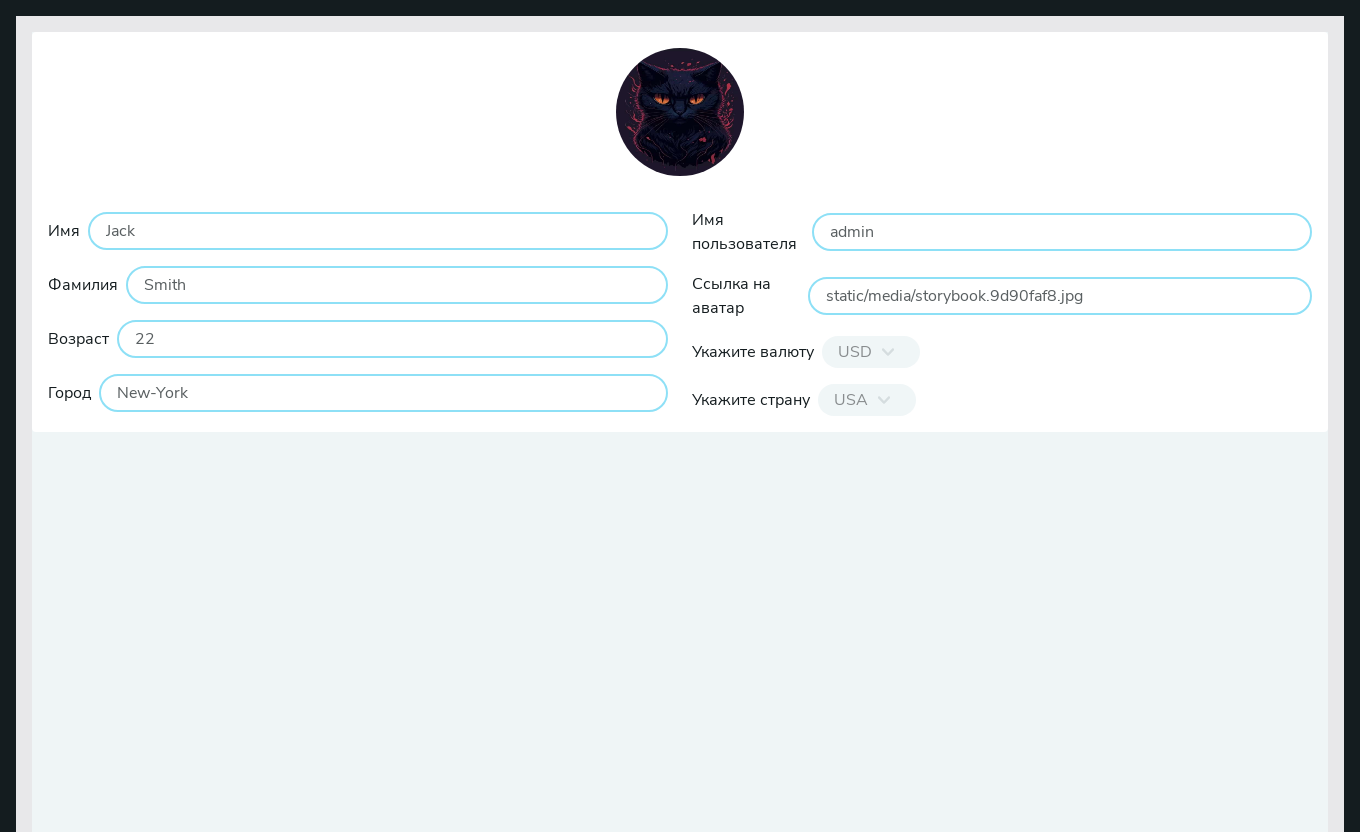 Имя
Jack
Фамилия
Smith
Возраст
22
Город
New-York
Имя
пользователя
admin
Ссылка на
аватар
static/media/storybook.9d90faf8.jpg
Укажите валюту
USD
Укажите страну
USA